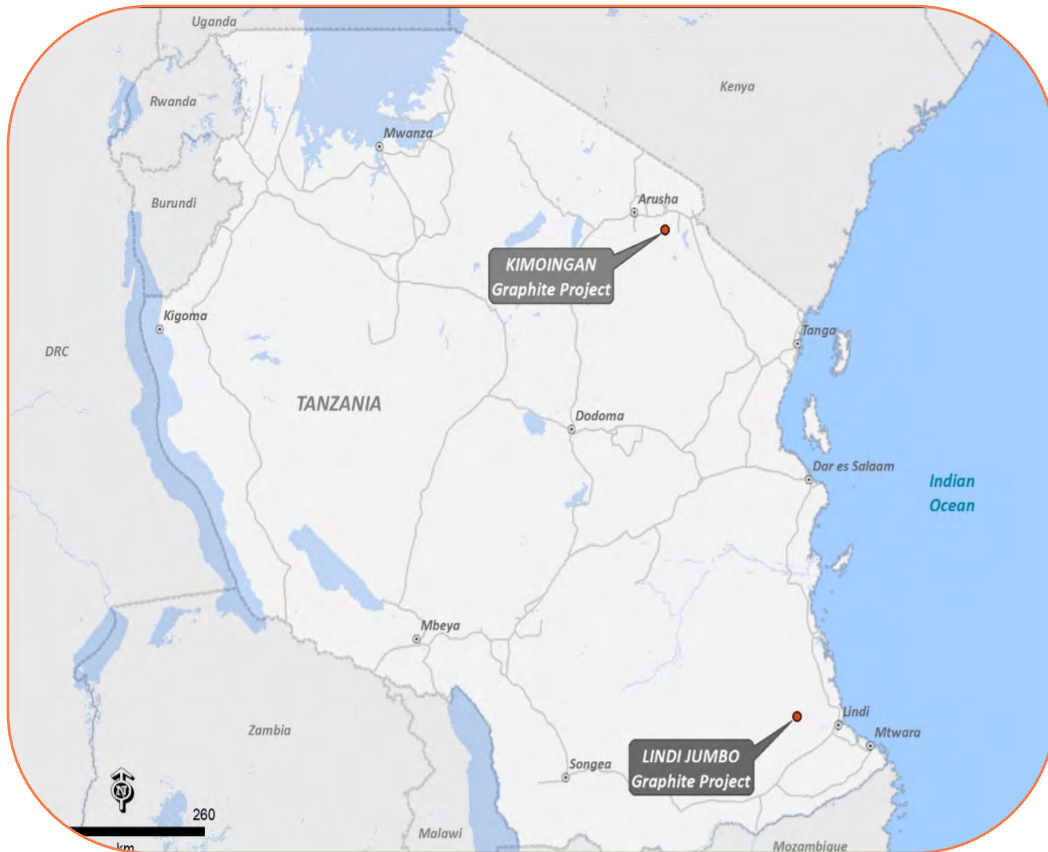 Uganda
Kenya
Rwanda
Mwanza
Burundi
Arusha
KIMOINGAN
Graphite Project
Kigoma
Tanga
DRC
TANZANIA
Dodoma
Dar es Salaam
Indian
Ocean
Mbeya
Lindi
Mtwara
Zambia
LINDI JUMBO
Graphite Project
Songea
N
260
km
Malawi
Mozambique